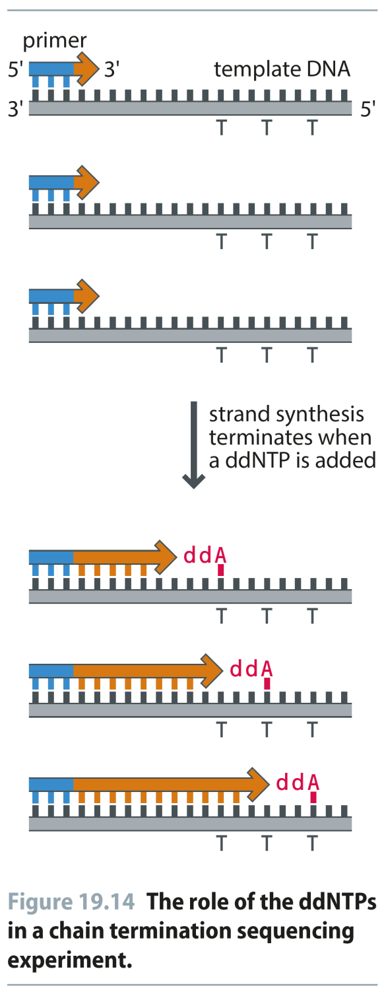 primer
5' 3' template DNA
3' 5'
T T T
T T T
T T T
strand synthesis
terminates when
a ddNTP is added
ddA
T T T
ddA
T T T
ddA
T T T
Figure 19.14 The role of the ddNTPs
in a chain termination sequencing
experiment.